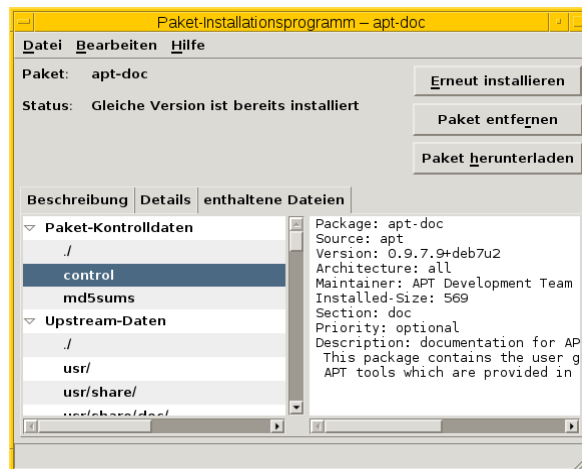 Paket-Installationsprogramm – apt-doc
Datei Bearbeiten Hilfe
Paket: apt-doc
Erneut installieren
Status: Gleiche Version ist bereits installiert
Paket entfernen
Paket herunterladen
Beschreibung Details enthaltene Dateien
Paket-Kontrolldaten
./
control
md5sums
Upstream-Daten
./
usr/
usr/share/
usr/share/doc/
Package: apt-doc
Source: apt
Version: 0.9.7.9+deb7u2
Architecture: all
Maintainer: APT Development Team
Installed-Size: 569
Section: doc
Priority: optional
Description: documentation for AP
This package contains the user g
APT tools which are provided in